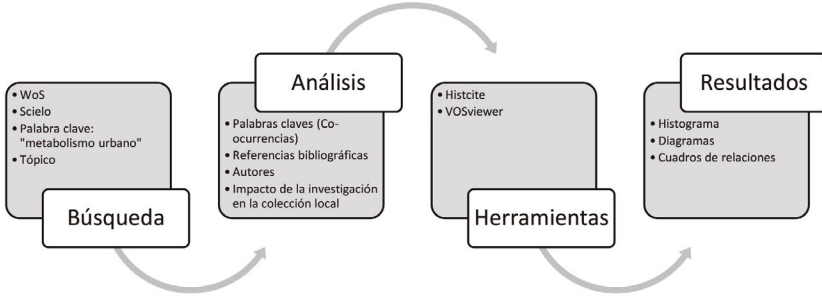 • WoS
• Scielo
• Palabra clave:
"metabolismo urbano"
• Tópico
Búsqueda
Análisis
• Palabras claves (Co-
ocurrencias)
• Referencias bibliográficas
• Autores
• Impacto de la investigación
en la colección local
• Histcite
• VOSviewer
Herramientas
Resultados
• Histograma
• Diagramas
• Cuadros de relaciones